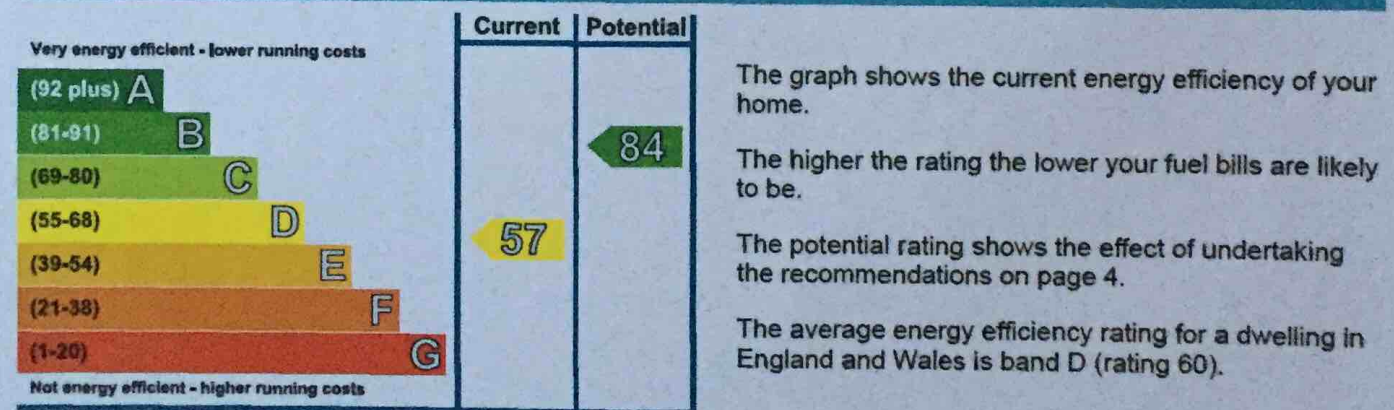 Current Potential
Very energy efficient - lower running costs
(92 plus) A
(81-91) B
84
(69-80) C
(55-68) D
57
(39-54) E
(21-38) F
(1-20) G
Not energy efficient - higher running costs
The graph shows the current energy efficiency of your
home.
The higher the rating the lower your fuel bills are likely
to be.
The potential rating shows the effect of undertaking
the recommendations on page 4.
The average energy efficiency rating for a dwelling in
England and Wales is band D (rating 60).